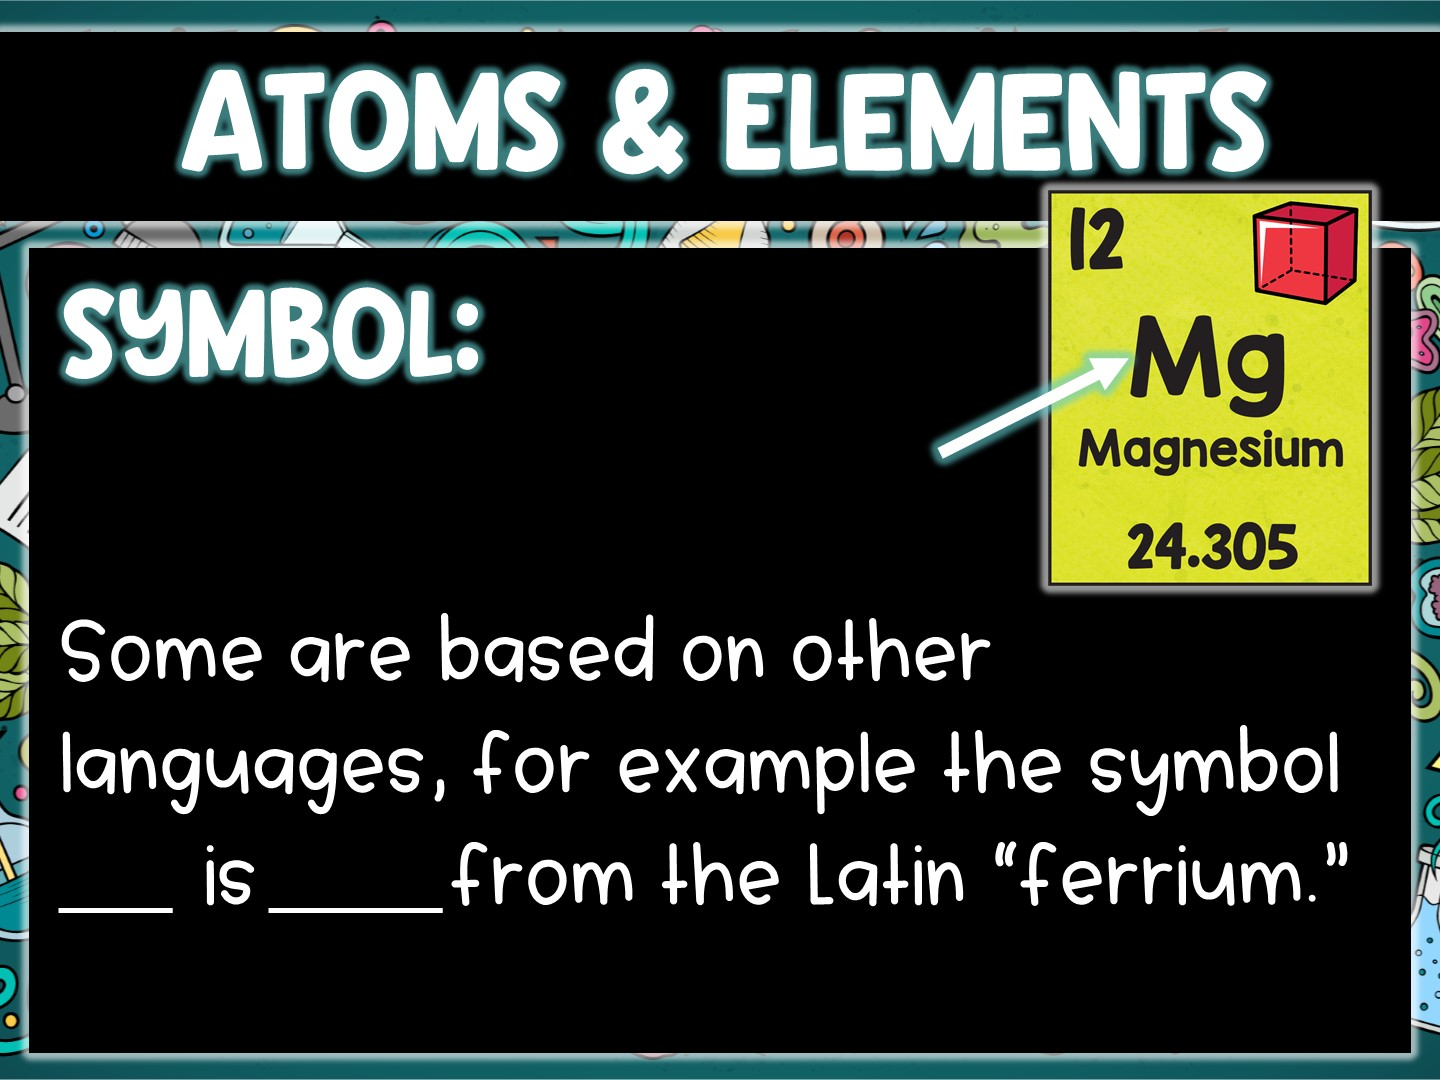 ATOMS & ELEMENTS
12
Mg
Magnesium
24.305
SYMBOL:
Some are based on other
languages, for example the symbol
___ is ____ from the Latin “ferrium.”